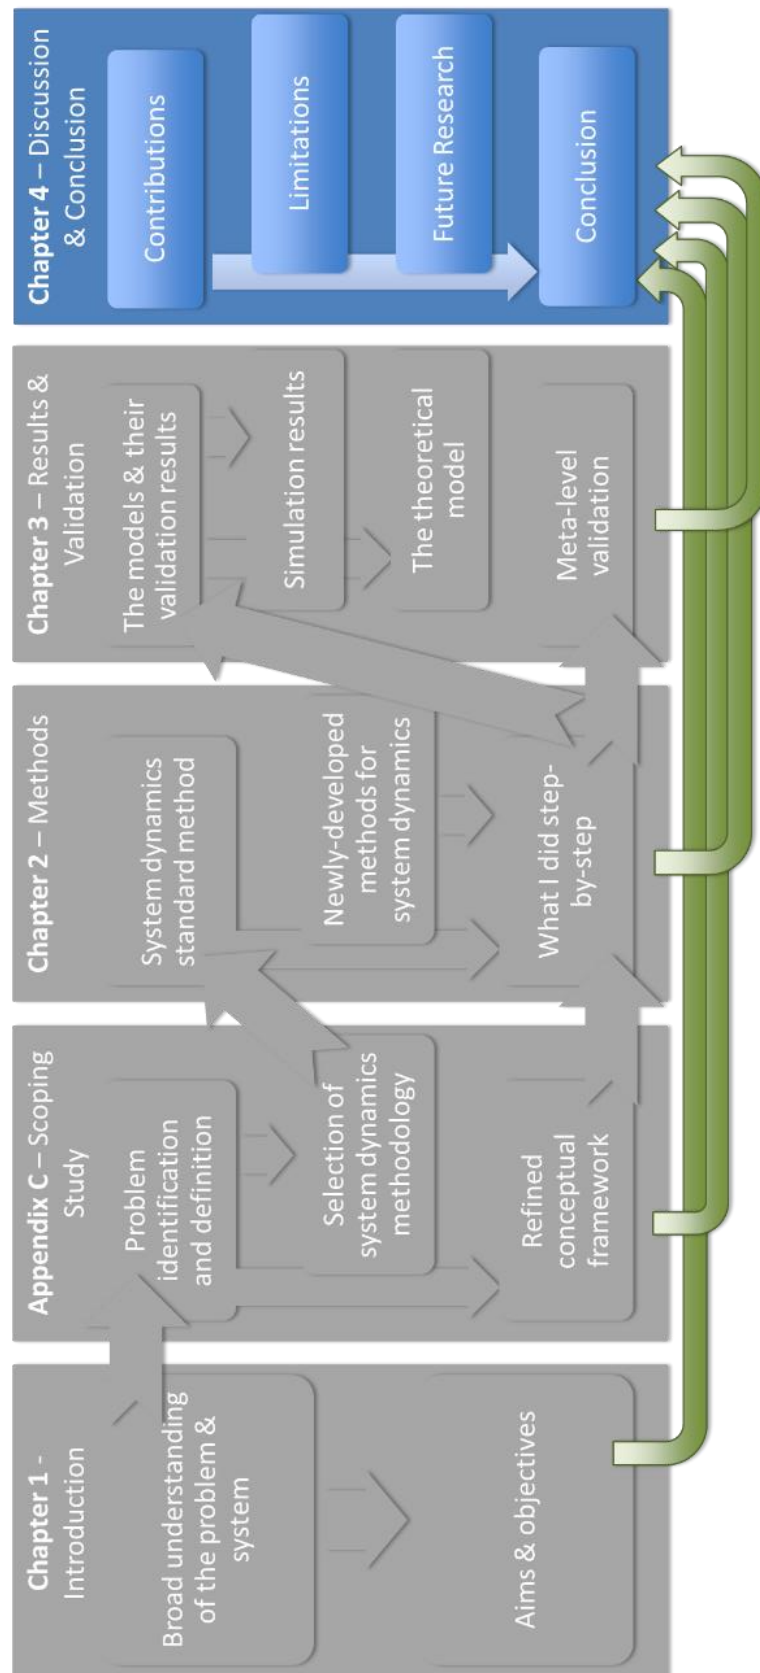 Chapter 1 -
Introduction
Broad understanding
of the problem &
system
Aims & objectives
Appendix C – Scoping
Study
Problem
identification
and definition
Selection of
system dynamics
methodology
Refined
conceptual
framework
Chapter 2 – Methods
System dynamics
standard method
Newly-developed
methods for
system dynamics
What I did step-
by-step
Chapter 3 – Results &
Validation
The models & their
validation results
Simulation results
The theoretical
model
Meta-level
validation
Chapter 4 – Discussion
& Conclusion
Contributions
Limitations
Future Research
Conclusion